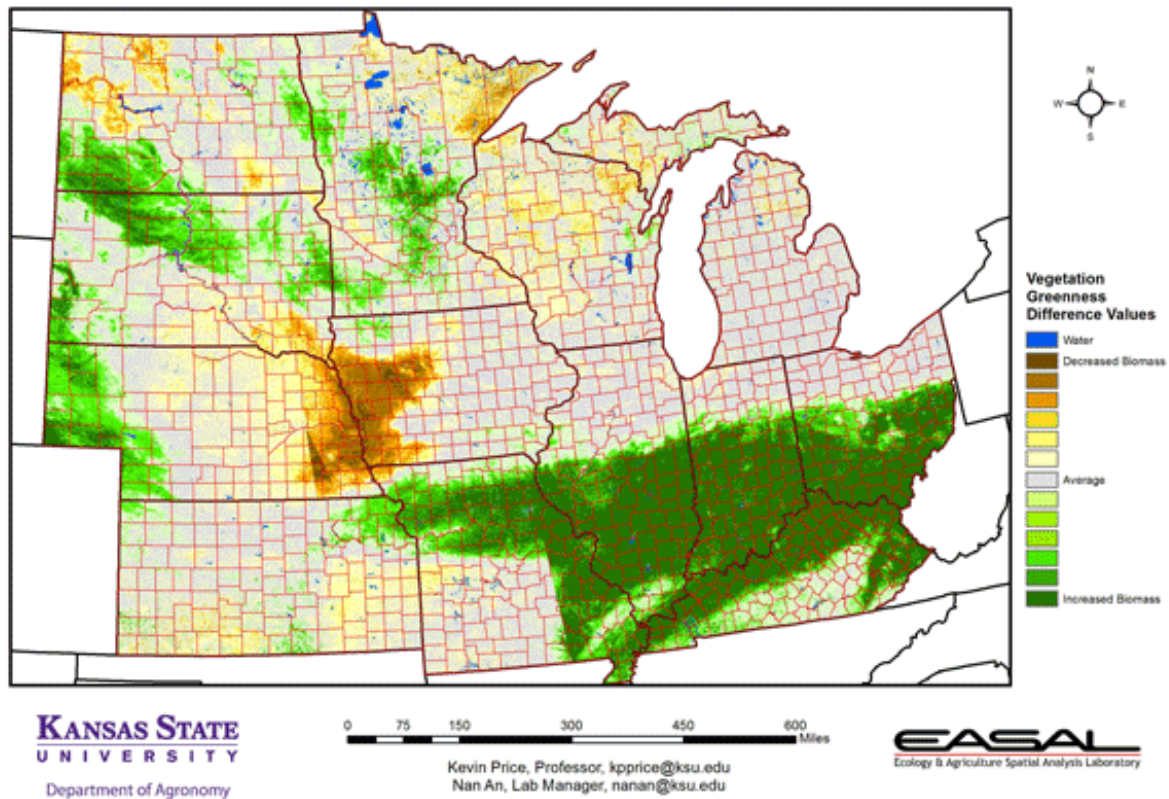 N
W
E
S
Vegetation
Greenness
Difference Values
Water
Decreased Biomass
Average
Increased Biomass
KANSAS STATE
UNIVERSITY
Department of Agronomy
0 75 150 300 450 600
Miles
Kevin Price, Professor, kpprice@ksu.edu
Nan An, Lab Manager, nanan@ksu.edu
EASAL
Ecology & Agriculture Spatial Analysis Laboratory